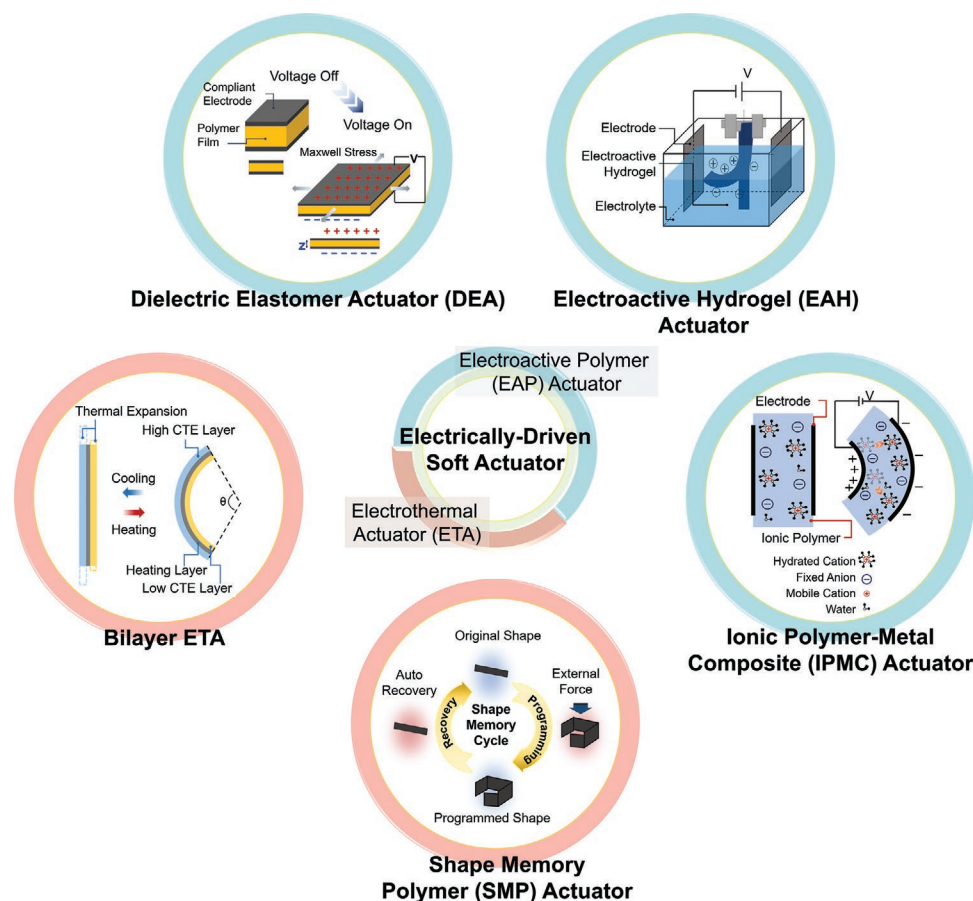 Voltage Off
Compliant
Electrode
Voltage On
Polymer
Film
Maxwell Stress
V
+ + + + + +
+ + + + + +
z
Dielectric Elastomer Actuator (DEA)
V
Electrode
Electroactive
Hydrogel
Electrolyte
Electroactive Hydrogel (EAH)
Actuator
Electroactive Polymer
(EAP) Actuator
Electrically-Driven
Soft Actuator
Electrothermal
Actuator (ETA)
Thermal Expansion
High CTE Layer
Cooling
Heating
θ
Heating Layer
Low CTE Layer
Bilayer ETA
Electrode
V
Ionic Polymer
Hydrated Cation
Fixed Anion
Mobile Cation
Water
Ionic Polymer-Metal
Composite (IPMC) Actuator
Original Shape
Auto
Recovery
External
Force
Shape
Memory
Cycle
Recovery
Programming
Programmed Shape
Shape Memory
Polymer (SMP) Actuator